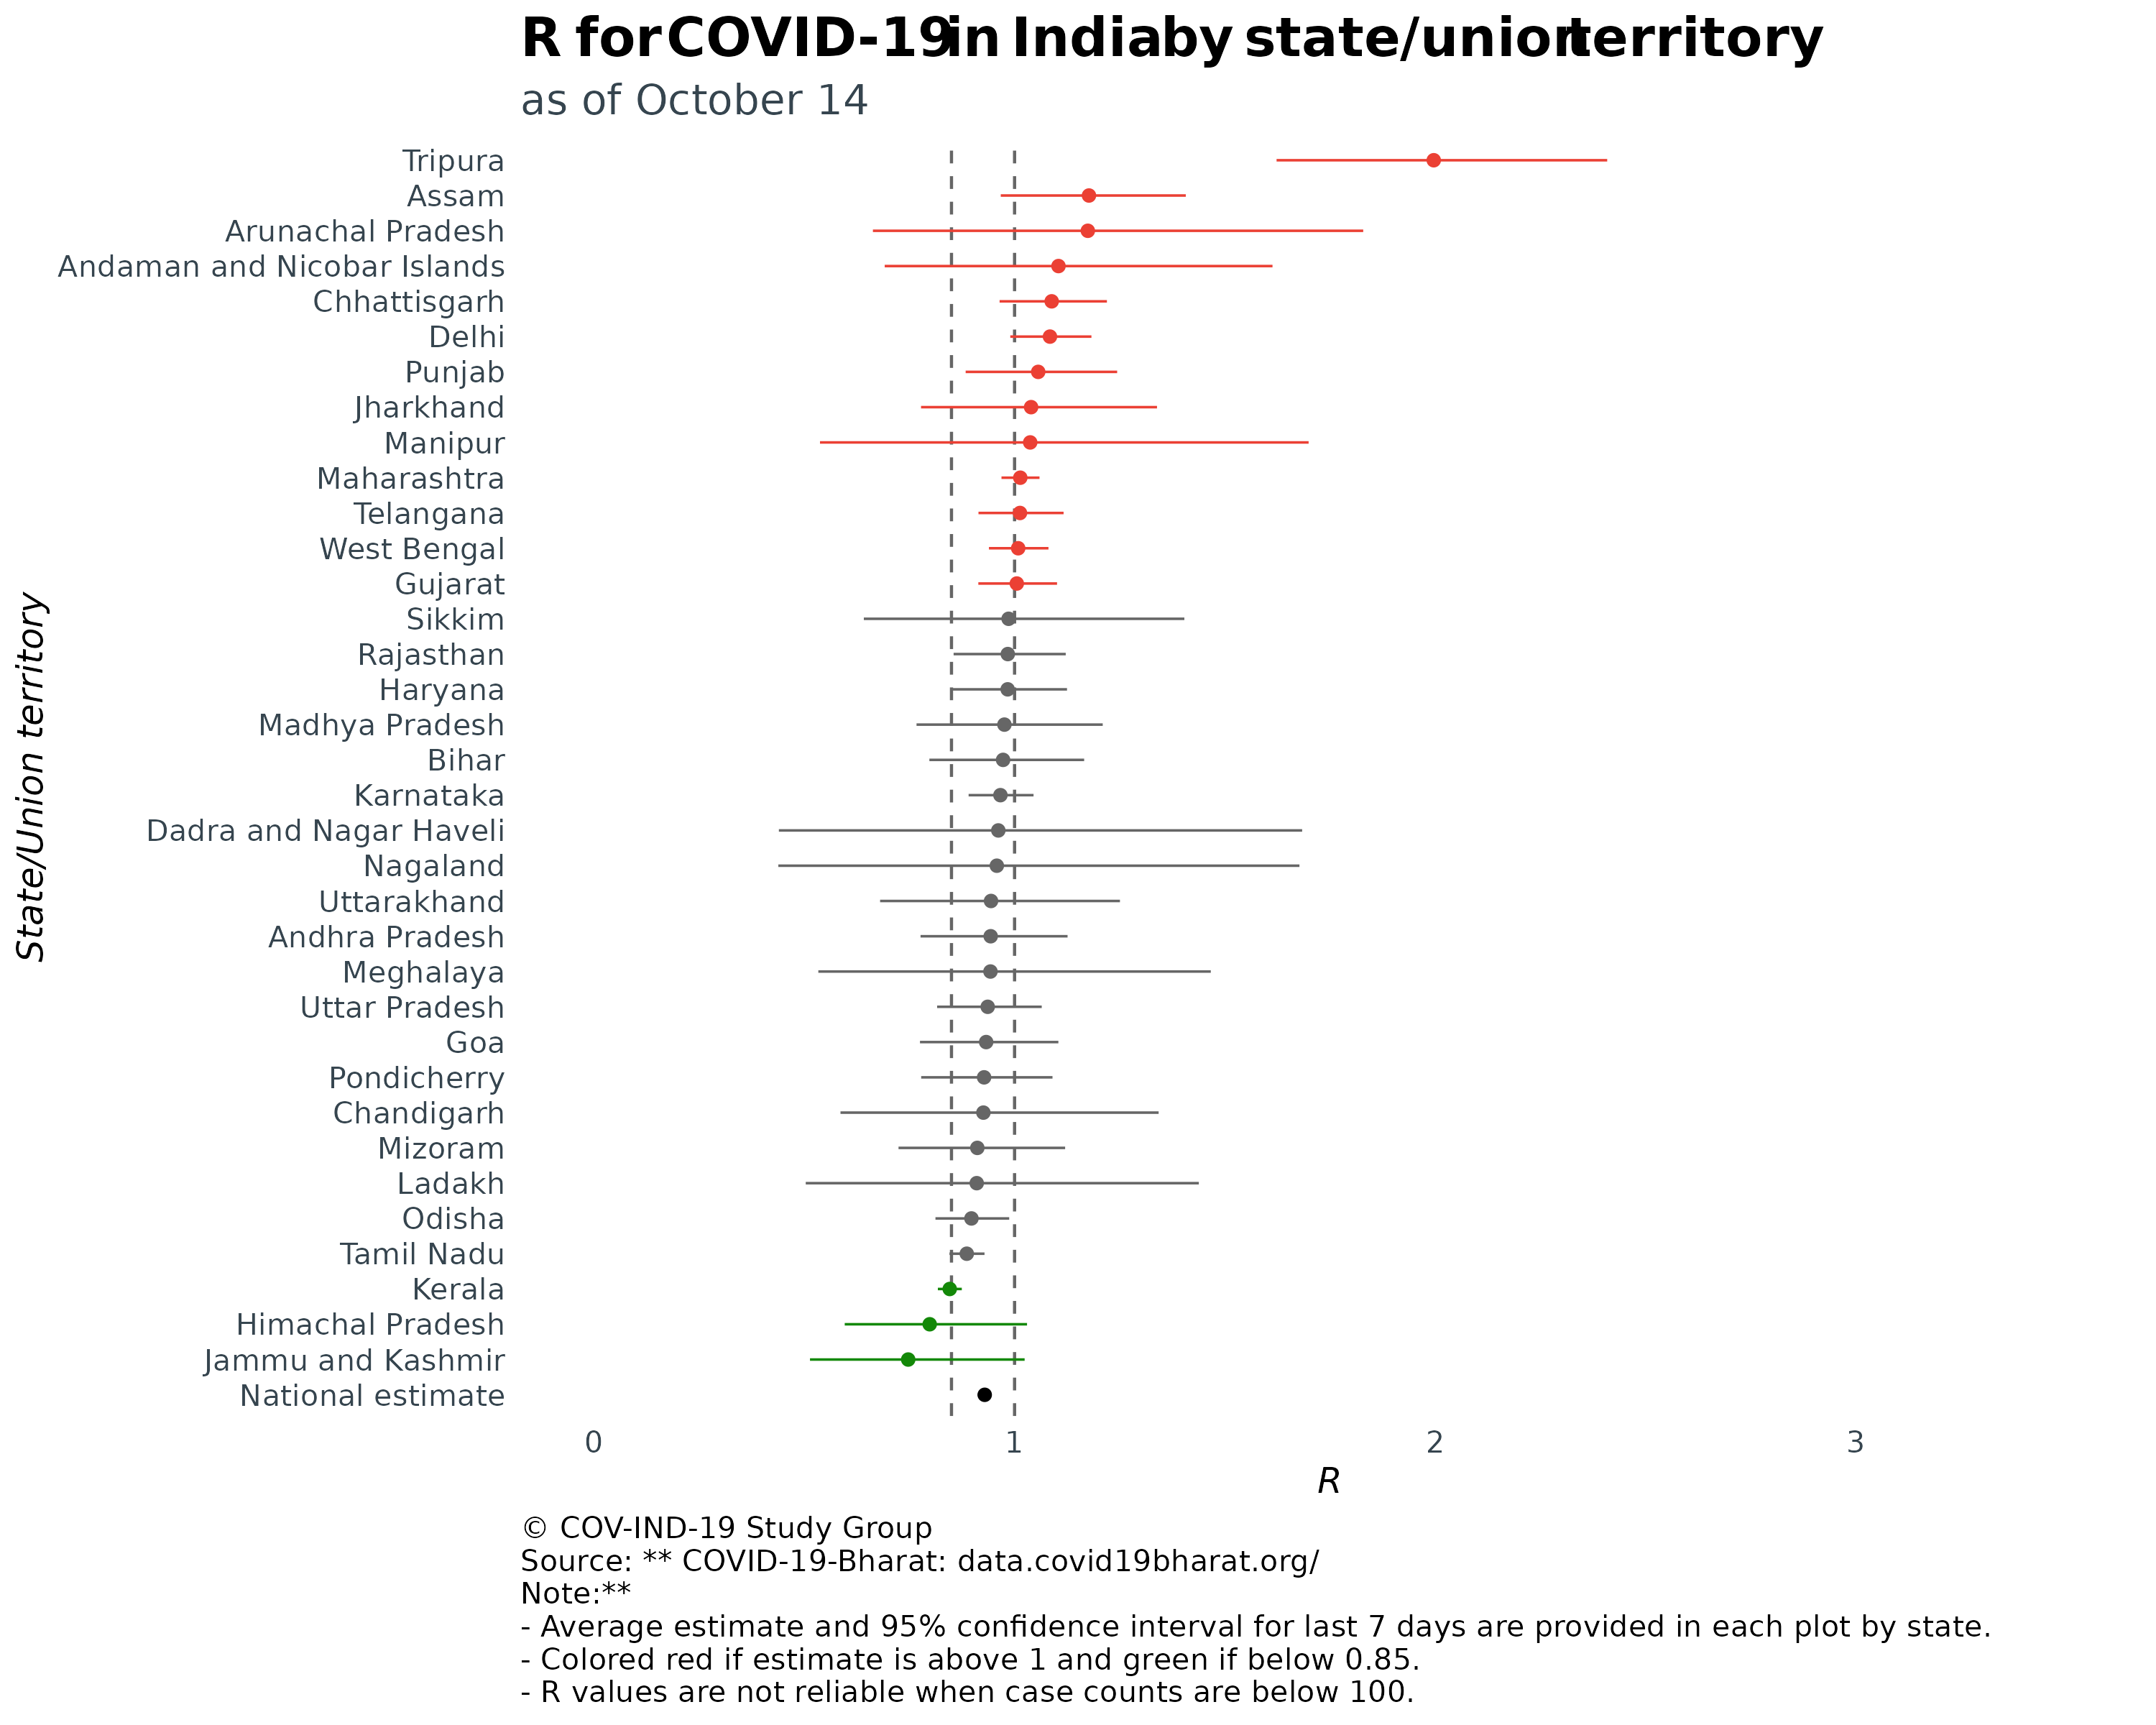 R for COVID-19 in India by state/union territory
as of October 14
Tripura
Assam
Arunachal Pradesh
Andaman and Nicobar Islands
Chhattisgarh
Delhi
Punjab
Jharkhand
Manipur
Maharashtra
Telangana
West Bengal
Gujarat
Sikkim
Rajasthan
Haryana
Madhya Pradesh
Bihar
Karnataka
Dadra and Nagar Haveli
Nagaland
Uttarakhand
Andhra Pradesh
Meghalaya
Uttar Pradesh
Goa
Pondicherry
Chandigarh
Mizoram
Ladakh
Odisha
Tamil Nadu
Kerala
Himachal Pradesh
Jammu and Kashmir
National estimate
State/Union territory
0 1 2 3
R
© COV-IND-19 Study Group
Source: ** COVID-19-Bharat: data.covid19bharat.org/
Note:**
- Average estimate and 95% confidence interval for last 7 days are provided in each plot by state.
- Colored red if estimate is above 1 and green if below 0.85.
- R values are not reliable when case counts are below 100.